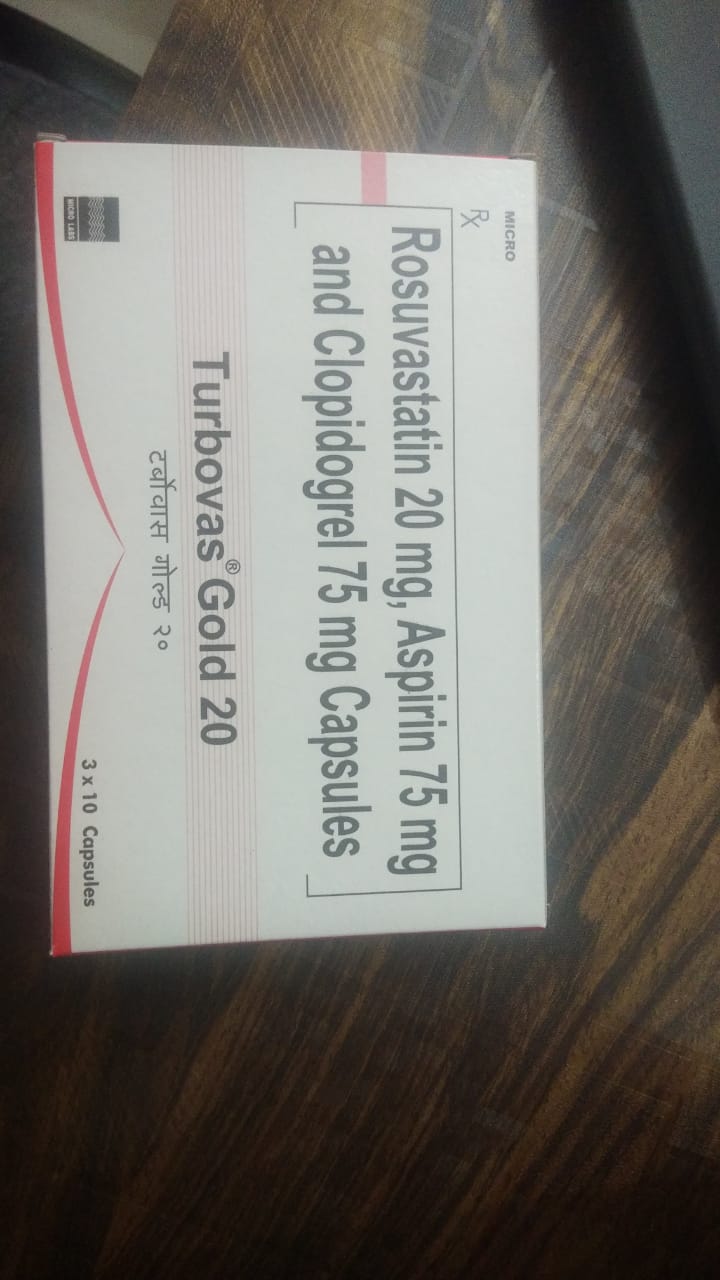 MICRO
Rx
Rosuvastatin 20 mg, Aspirin 75 mg
and Clopidogrel 75 mg Capsules
Turbovas® Gold 20
टर्बोवास गोल्ड २०
MICRO LABS
3 x 10 Capsules